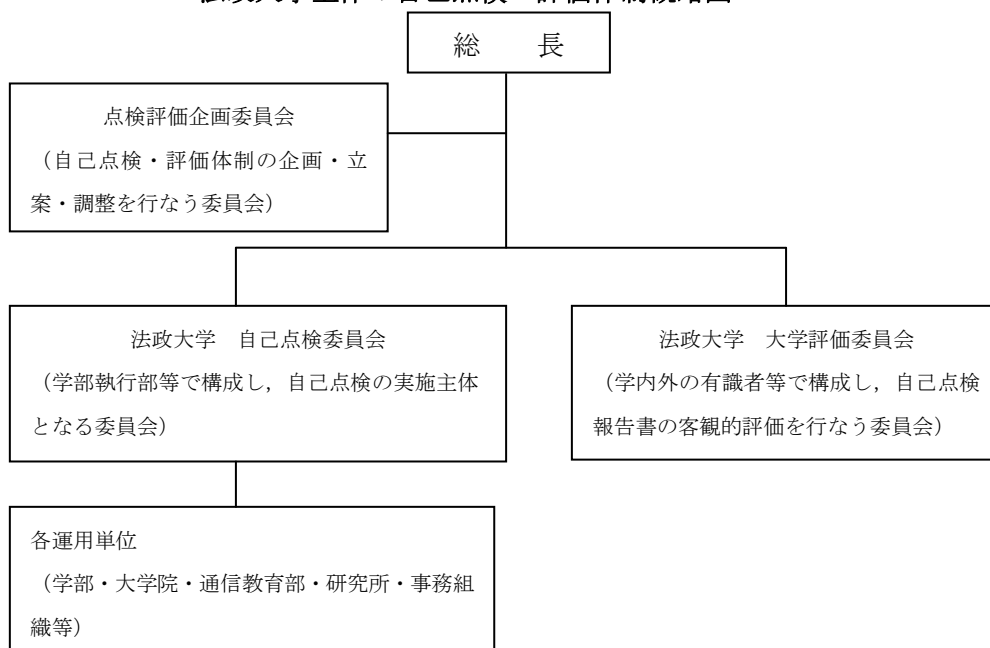 総　　長
点検評価企画委員会
（自己点検・評価体制の企画・立
案・調整を行なう委員会）
法政大学　自己点検委員会
（学部執行部等で構成し，自己点検の実施主体
となる委員会）
法政大学　大学評価委員会
（学内外の有識者等で構成し，自己点検
報告書の客観的評価を行なう委員会）
各運用単位
（学部・大学院・通信教育部・研究所・事務組
織等）